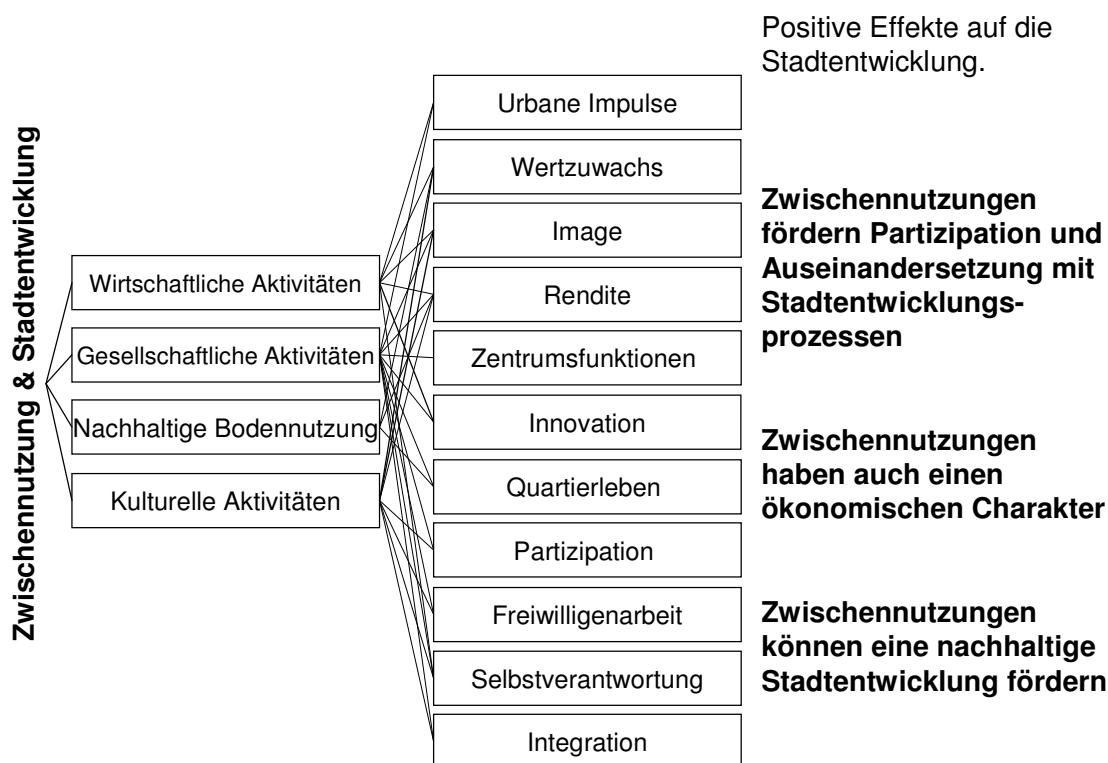 Zwischennutzung & Stadtentwicklung
Wirtschaftliche Aktivitäten
Gesellschaftliche Aktivitäten
Nachhaltige Bodennutzung
Kulturelle Aktivitäten
Urbane Impulse
Wertzuwachs
Image
Rendite
Zentrumsfunktionen
Innovation
Quartierleben
Partizipation
Freiwilligenarbeit
Selbstverantwortung
Integration
Positive Effekte auf die
Stadtentwicklung.
Zwischennutzungen
fördern Partizipation und
Auseinandersetzung mit
Stadtentwicklungs-
prozessen
Zwischennutzungen
haben auch einen
ökonomischen Charakter
Zwischennutzungen
können eine nachhaltige
Stadtentwicklung fördern